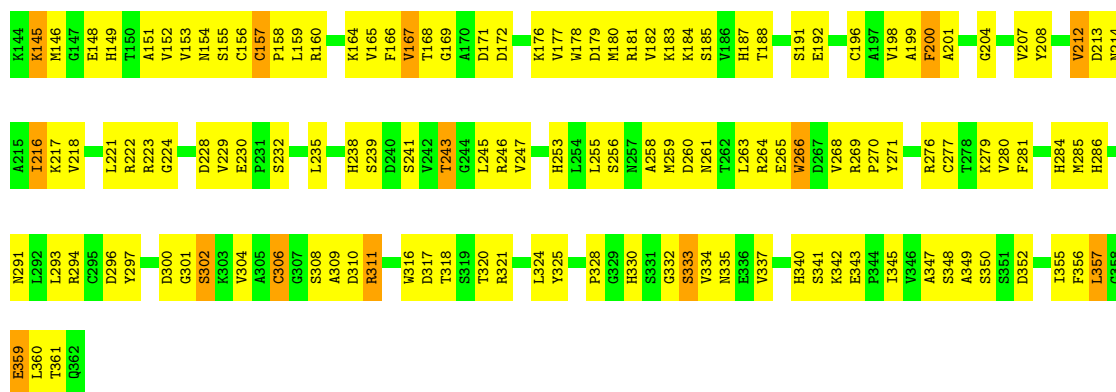 K144 K145 M146 G147 E148 H149 T150 A151 V152 V153 N154 S155 C156 C157 P158 L159 R160 K164 V165 F166 V167 T168 G169 A170 D171 D172 K176 V177 W178 D179 M180 R181 V182 K183 K184 S185 V186 H187 T188 S191 E192 C196 A197 V198 A199 F200 A201 G204 V207 Y208 V212 D213 N214
A215 I216 K217 V218 L221 R222 R223 G224 D228 V229 E230 P231 S232 L235 H238 S239 D240 S241 V242 T243 G244 L245 R246 V247 H253 L254 L255 S256 N257 A258 M259 D260 N261 T262 L263 R264 E265 W266 D267 V268 R269 P270 Y271 R276 C277 T278 K279 V280 F281 H284 M285 H286
N291 L292 L293 R294 C295 D296 Y297 D300 G301 S302 K303 V304 A305 C306 G307 S308 A309 D310 R311 W316 D317 T318 S319 T320 R321 L324 Y325 P328 G329 H330 S331 G332 S333 V334 N335 E336 V337 H340 S341 K342 E343 P344 I345 V346 A347 S348 A349 S350 S351 D352 I355 F356 L357 G358
E359 L360 T361 Q362